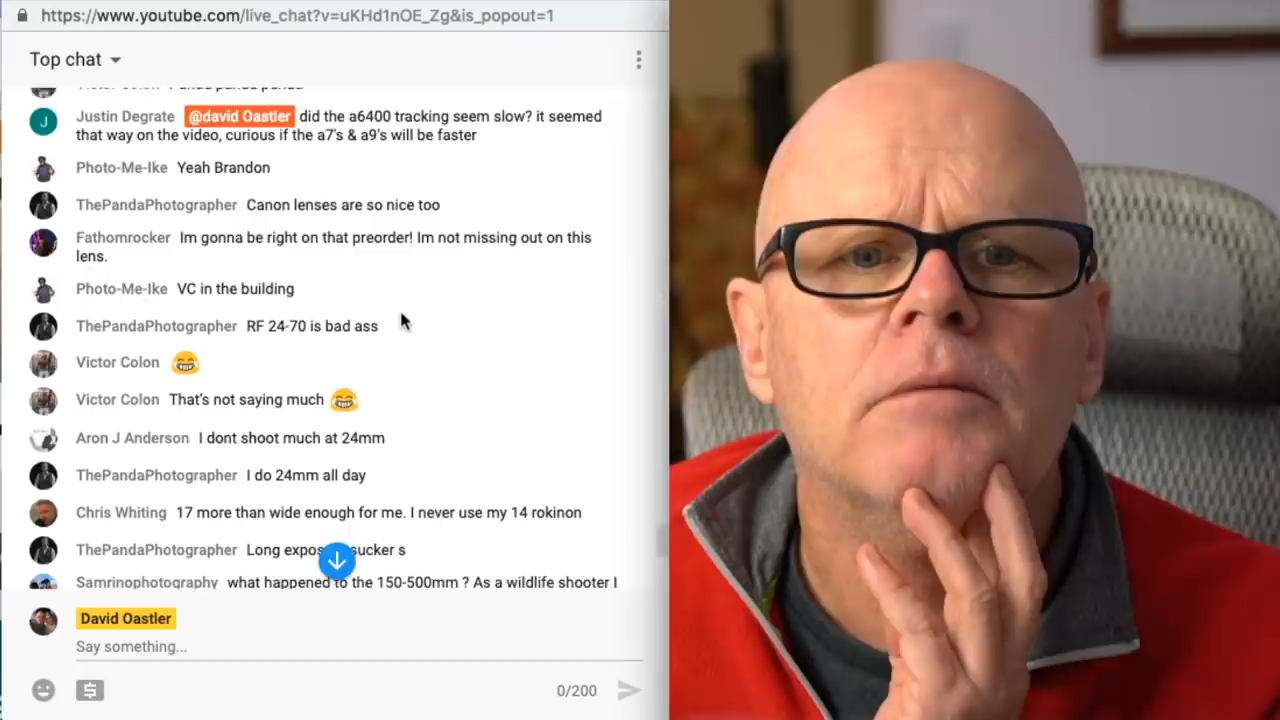 https://www.youtube.com/live_chat?v=uKHd1nOE_Zg&is_popout=1
Top chat
Justin Degrate @david Oastler did the a6400 tracking seem slow? it seemed
that way on the video, curious if the a7's & a9's will be faster
Photo-Me-Ike Yeah Brandon
ThePandaPhotographer Canon lenses are so nice too
Fathomrocker Im gonna be right on that preorder! Im not missing out on this
lens.
Photo-Me-Ike VC in the building
ThePandaPhotographer RF 24-70 is bad ass
Victor Colon 😂
Victor Colon That's not saying much 😂
Aron J Anderson I dont shoot much at 24mm
ThePandaPhotographer I do 24mm all day
Chris Whiting 17 more than wide enough for me. I never use my 14 rokinon
ThePandaPhotographer Long sucker s
Samrinophotography what happened to the 150-500mm ? As a wildlife shooter I
David Oastler
Say something...
0/200